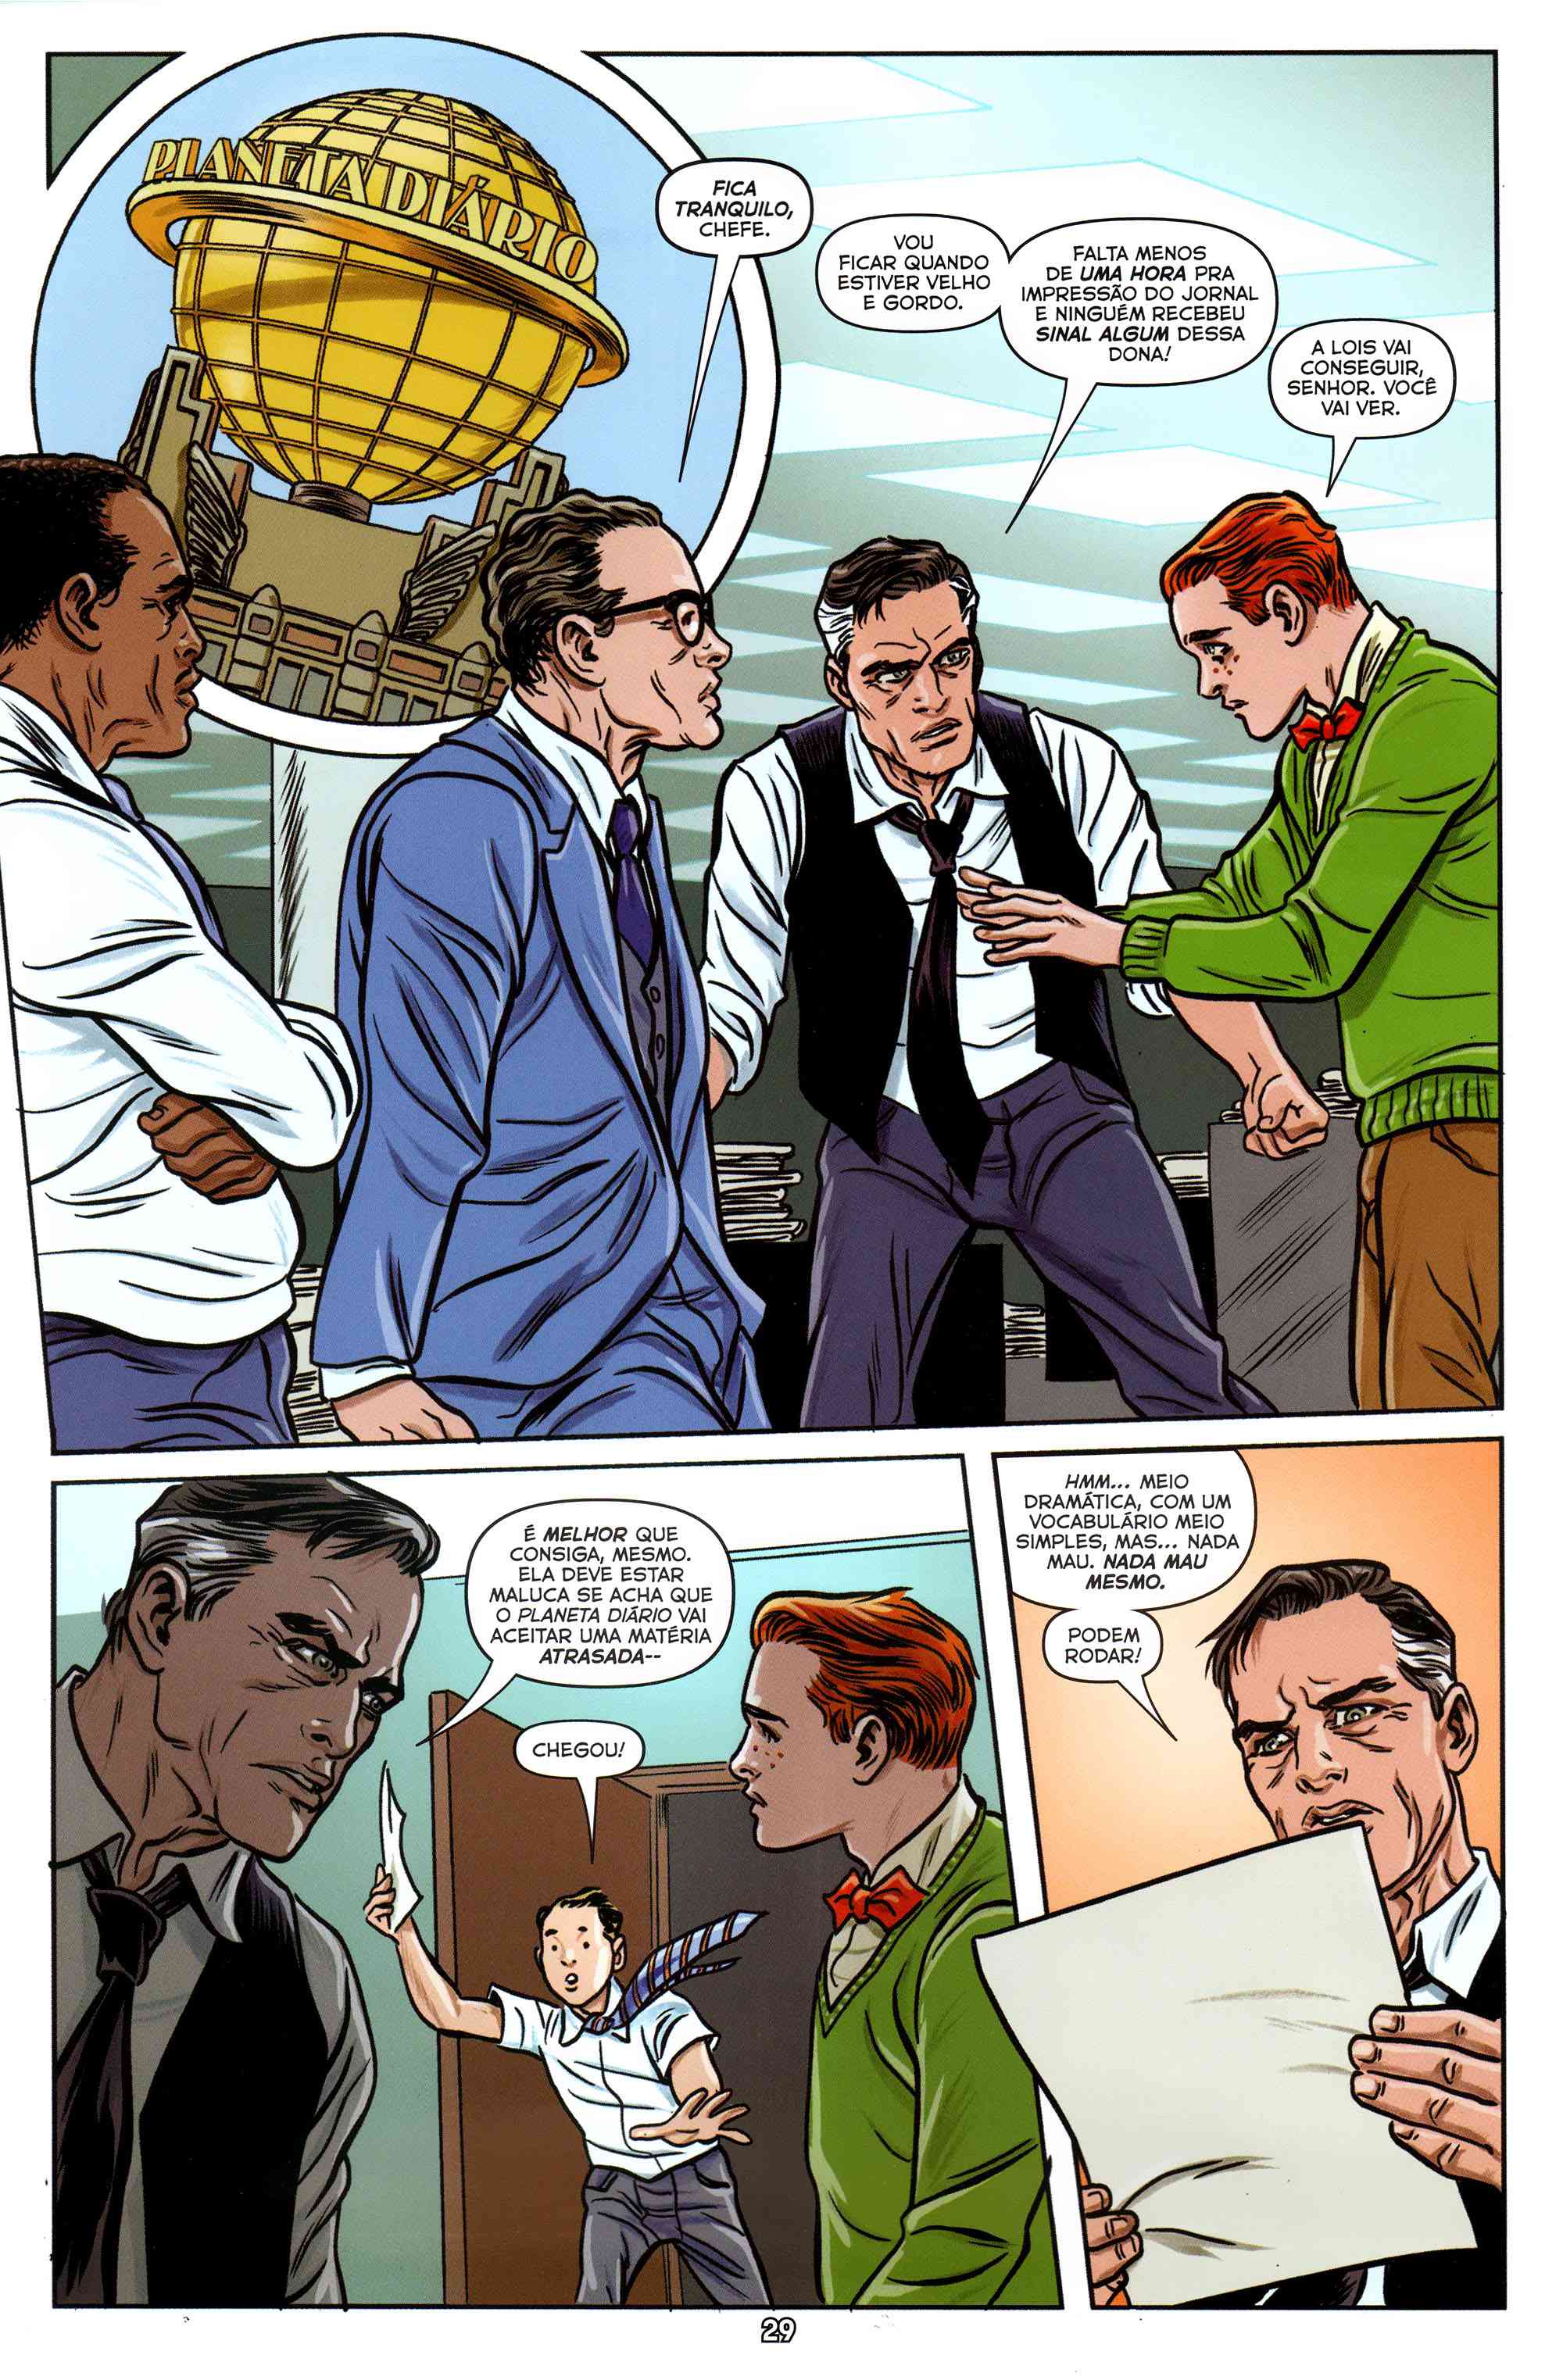 PLANETA DIÁRIO
FICA
TRANQUILO,
CHEFE.
VOU
FICAR QUANDO
ESTIVER VELHO
E GORDO.
FALTA MENOS
DE UMA HORA PRA
IMPRESSÃO DO JORNAL
E NINGUÉM RECEBEU
SINAL ALGUM DESSA
DONA!
A LOIS VAI
CONSEGUIR,
SENHOR. VOCÊ
VAI VER.
É MELHOR QUE
CONSIGA, MESMO.
ELA DEVE ESTAR
MALUCA SE ACHA QUE
O PLANETA DIÁRIO VAI
ACEITAR UMA MATÉRIA
ATRASADA--
CHEGOU!
HMM... MEIO
DRAMÁTICA, COM UM
VOCABULÁRIO MEIO
SIMPLES, MAS... NADA
MAU. NADA MAU
MESMO.
PODEM
RODAR!
29